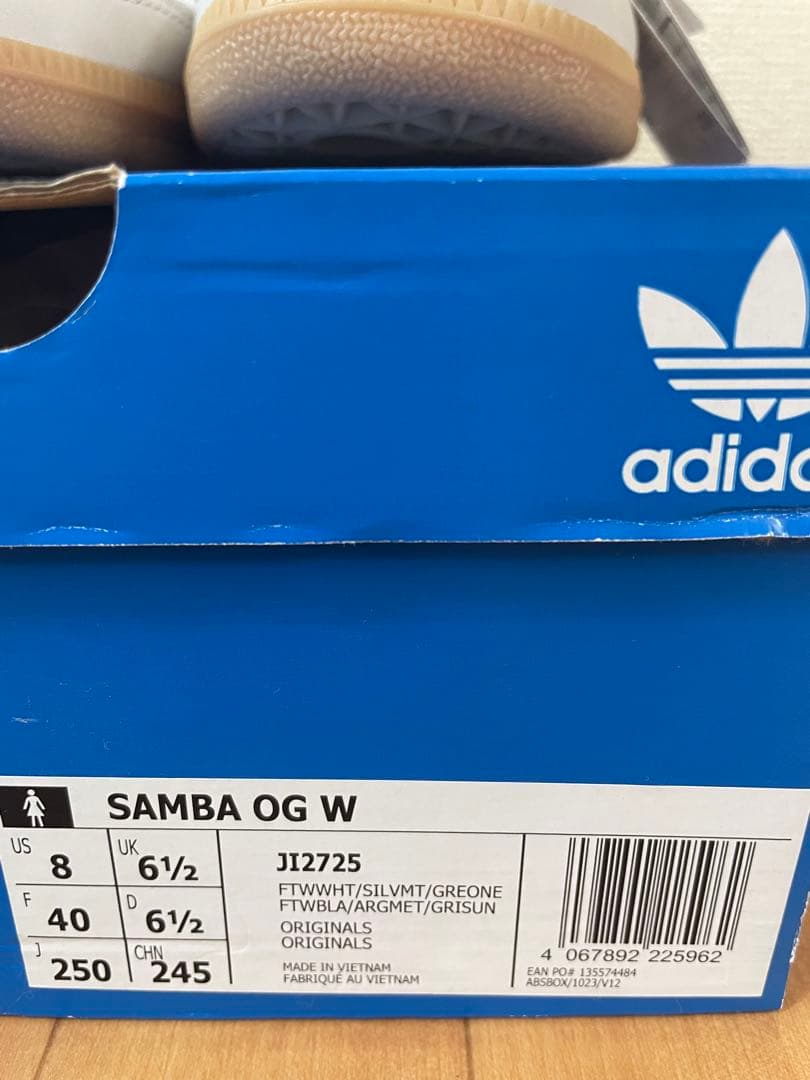 adidas
SAMBA OG W
US 8 UK 6½
F 40 D 6½
J 250 CHN 245
JI2725
FTWWHT/SILVMT/GREONE
FTWBLA/ARGMET/GRISUN
ORIGINALS
ORIGINALS
MADE IN VIETNAM
FABRIQUÉ AU VIETNAM
4 067892 225962
EAN PO# 135574484
ABSBOX/1023/V12